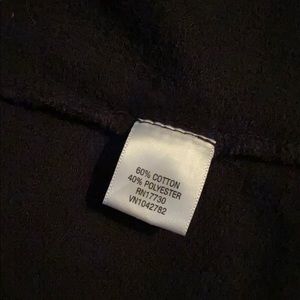 60% COTTON
40% POLYESTER
RN17730
VN1042782